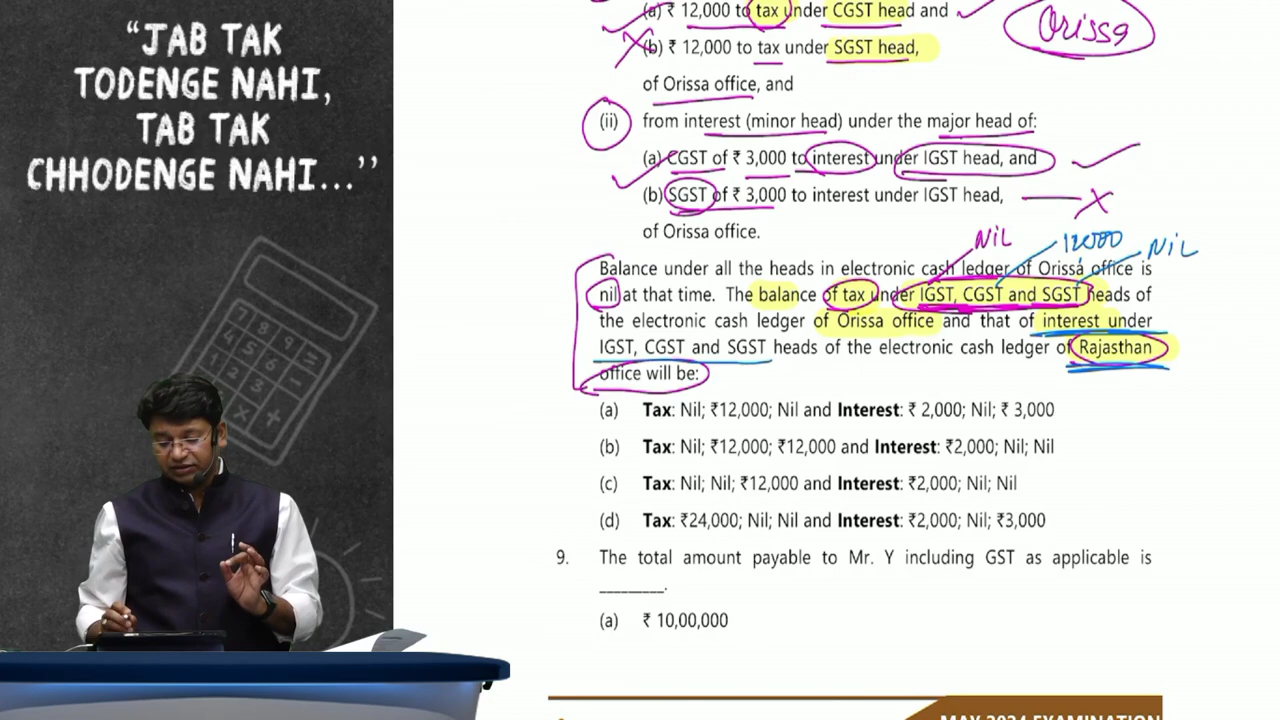 “JAB TAK
TODENGE NAHI,
TAB TAK
CHHODENGE NAHI...’’
(a) ₹ 12,000 to tax under CGST head and
Orissa
(b) ₹ 12,000 to tax under SGST head,
of Orissa office, and
(ii) from interest (minor head) under the major head of:
(a) CGST of ₹ 3,000 to interest under IGST head, and
(b) SGST of ₹ 3,000 to interest under IGST head,
of Orissa office.
Nil 12000 Nil
Balance under all the heads in electronic cash ledger of Orissa office is
nil at that time. The balance of tax under IGST, CGST and SGST heads of
the electronic cash ledger of Orissa office and that of interest under
IGST, CGST and SGST heads of the electronic cash ledger of Rajasthan
office will be:
(a) Tax: Nil; ₹12,000; Nil and Interest: ₹ 2,000; Nil; ₹ 3,000
(b) Tax: Nil; ₹12,000; ₹12,000 and Interest: ₹2,000; Nil; Nil
(c) Tax: Nil; Nil; ₹12,000 and Interest: ₹2,000; Nil; Nil
(d) Tax: ₹24,000; Nil; Nil and Interest: ₹2,000; Nil; ₹3,000
9. The total amount payable to Mr. Y including GST as applicable is
_________.
(a) ₹ 10,00,000
MAY 2024 EXAMINATION